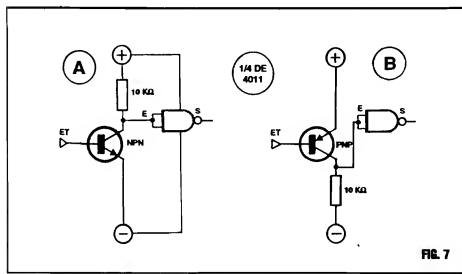 A
10 KΩ
E
S
ET
NPN
1/4 DE
4011
B
E
S
ET
PNP
10 KΩ
FIG. 7